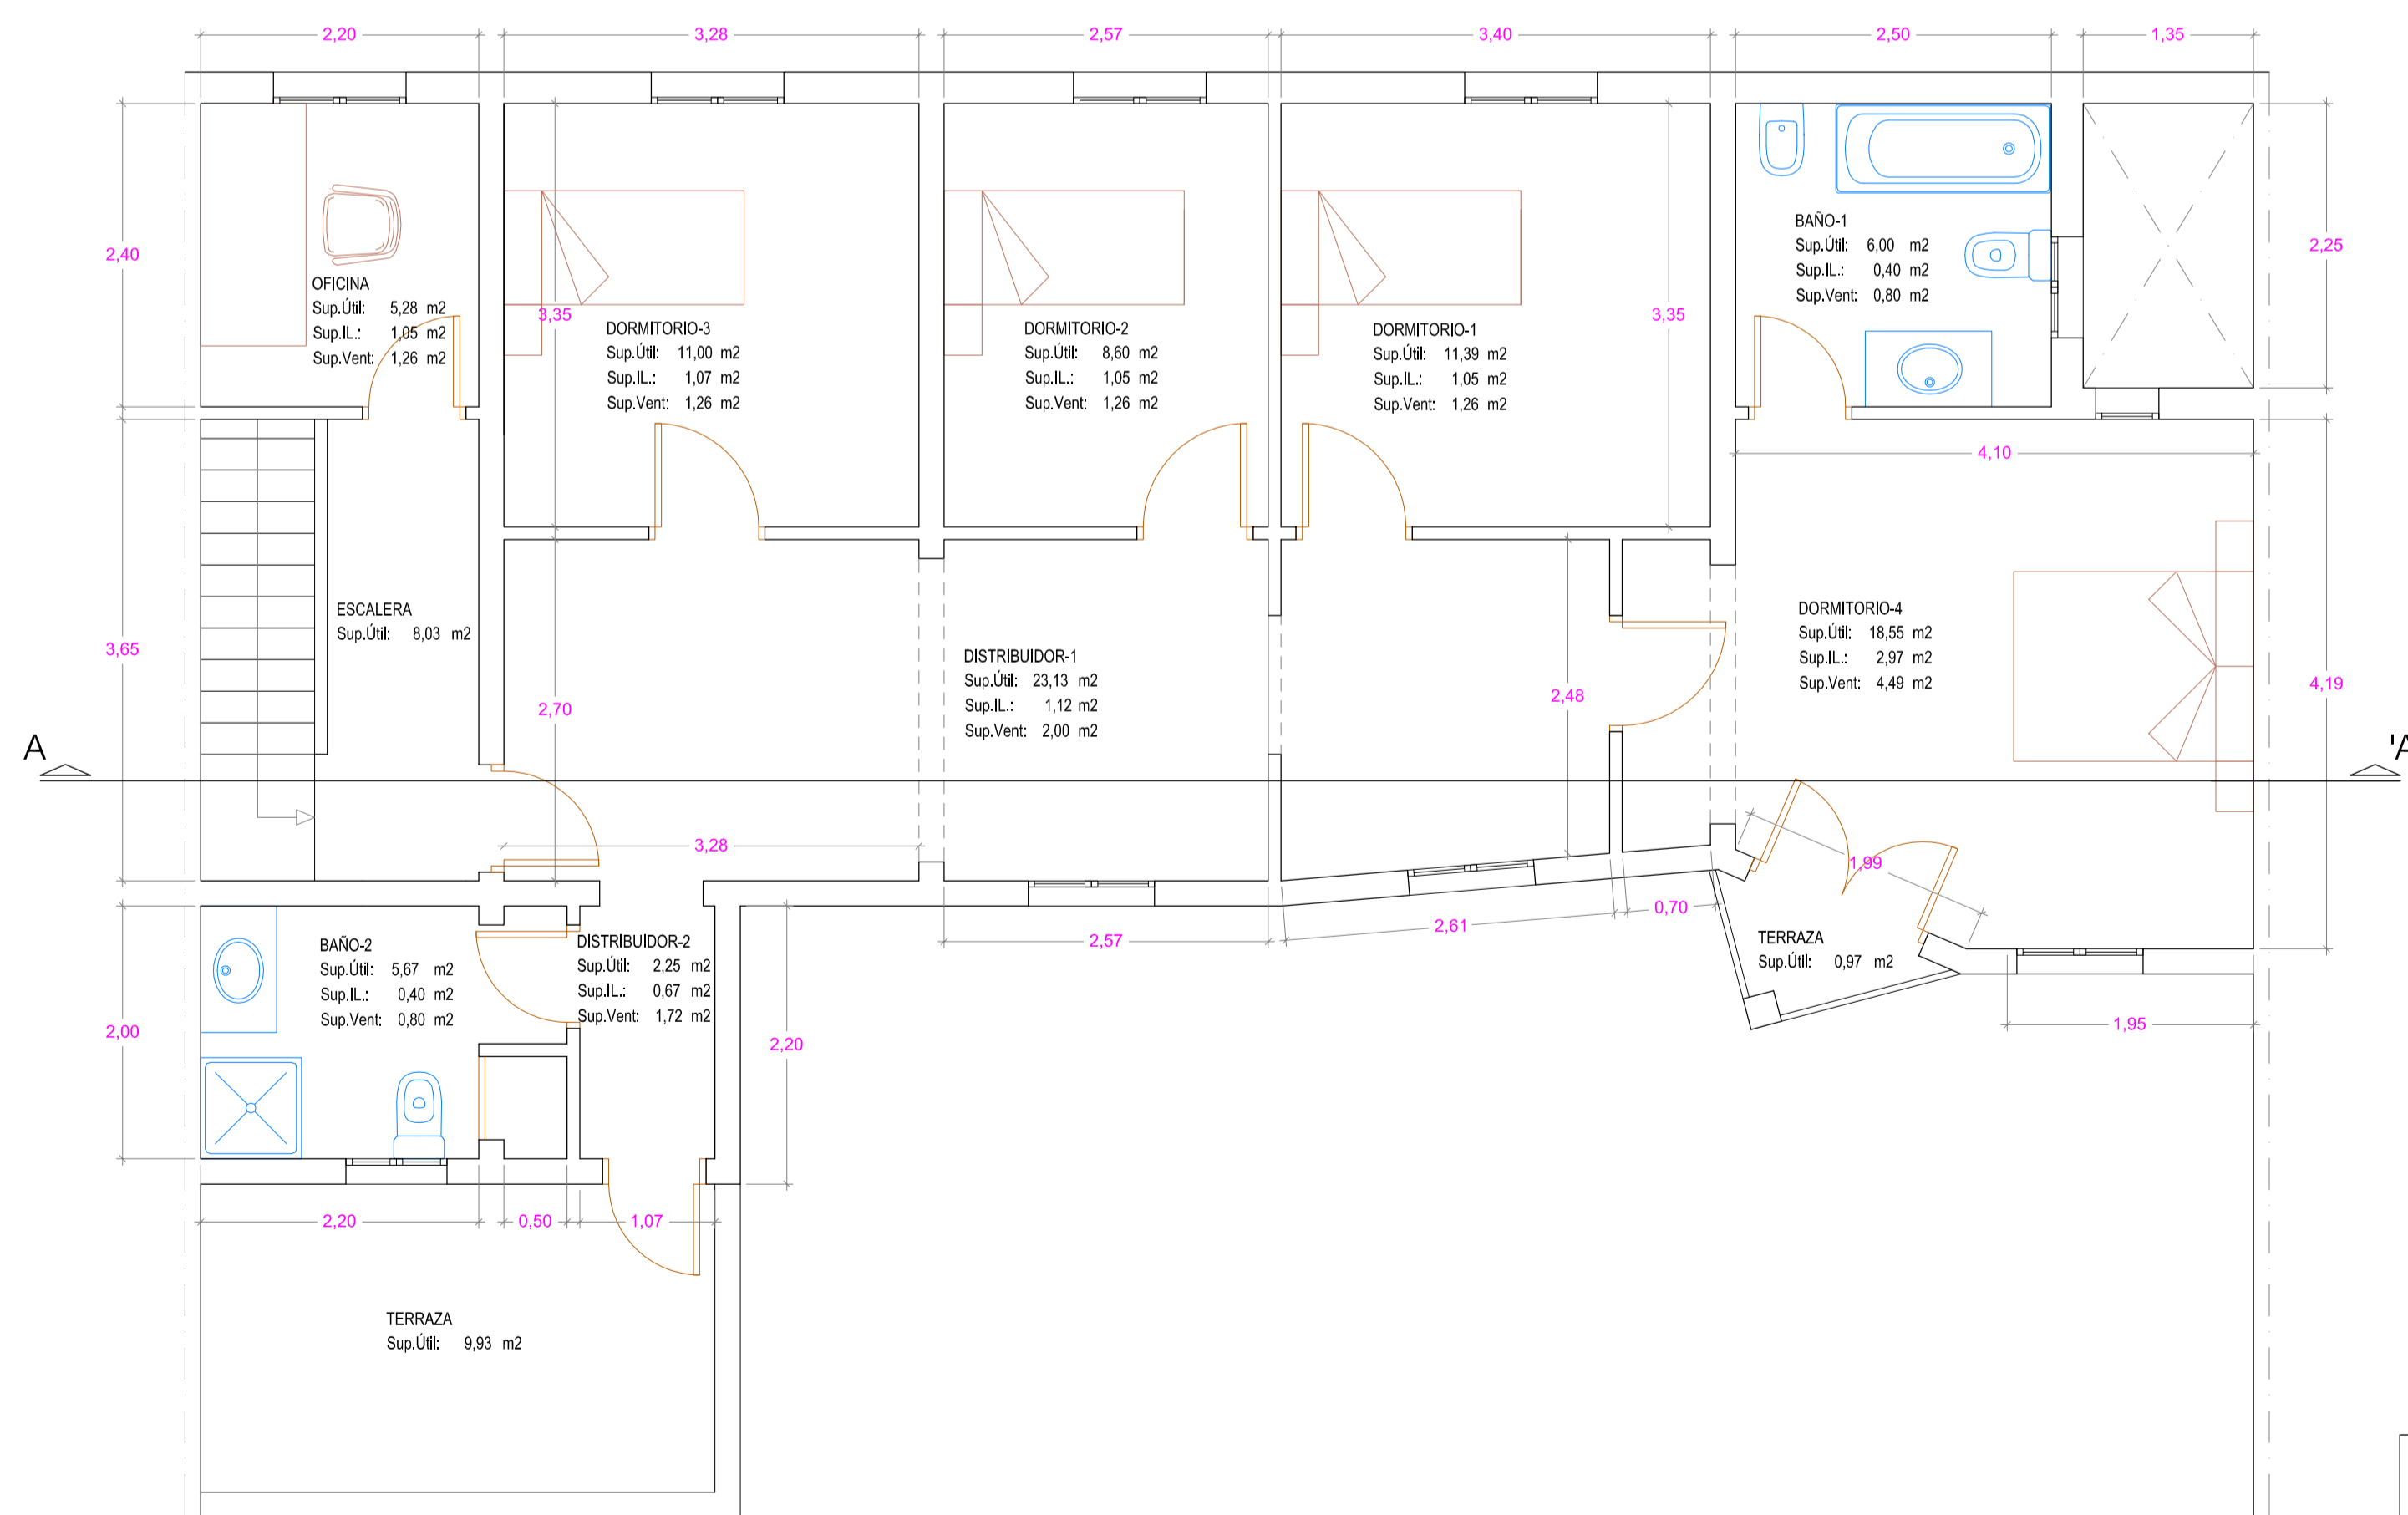 2,20
3,28
2,57
3,40
2,50
1,35
2,40
3,35
3,35
2,25
OFICINA
Sup.Útil: 5,28 m2
Sup.IL.: 1,05 m2
Sup.Vent: 1,26 m2
DORMITORIO-3
Sup.Útil: 11,00 m2
Sup.IL.: 1,07 m2
Sup.Vent: 1,26 m2
DORMITORIO-2
Sup.Útil: 8,60 m2
Sup.IL.: 1,05 m2
Sup.Vent: 1,26 m2
DORMITORIO-1
Sup.Útil: 11,39 m2
Sup.IL.: 1,05 m2
Sup.Vent: 1,26 m2
BAÑO-1
Sup.Útil: 6,00 m2
Sup.IL.: 0,40 m2
Sup.Vent: 0,80 m2
4,10
3,65
ESCALERA
Sup.Útil: 8,03 m2
2,70
DISTRIBUIDOR-1
Sup.Útil: 23,13 m2
Sup.IL.: 1,12 m2
Sup.Vent: 2,00 m2
2,48
DORMITORIO-4
Sup.Útil: 18,55 m2
Sup.IL.: 2,97 m2
Sup.Vent: 4,49 m2
4,19
A
'A
3,28
1,99
2,57
2,61
0,70
2,00
BAÑO-2
Sup.Útil: 5,67 m2
Sup.IL.: 0,40 m2
Sup.Vent: 0,80 m2
DISTRIBUIDOR-2
Sup.Útil: 2,25 m2
Sup.IL.: 0,67 m2
Sup.Vent: 1,72 m2
2,20
TERRAZA
Sup.Útil: 0,97 m2
1,95
2,20
0,50
1,07
TERRAZA
Sup.Útil: 9,93 m2